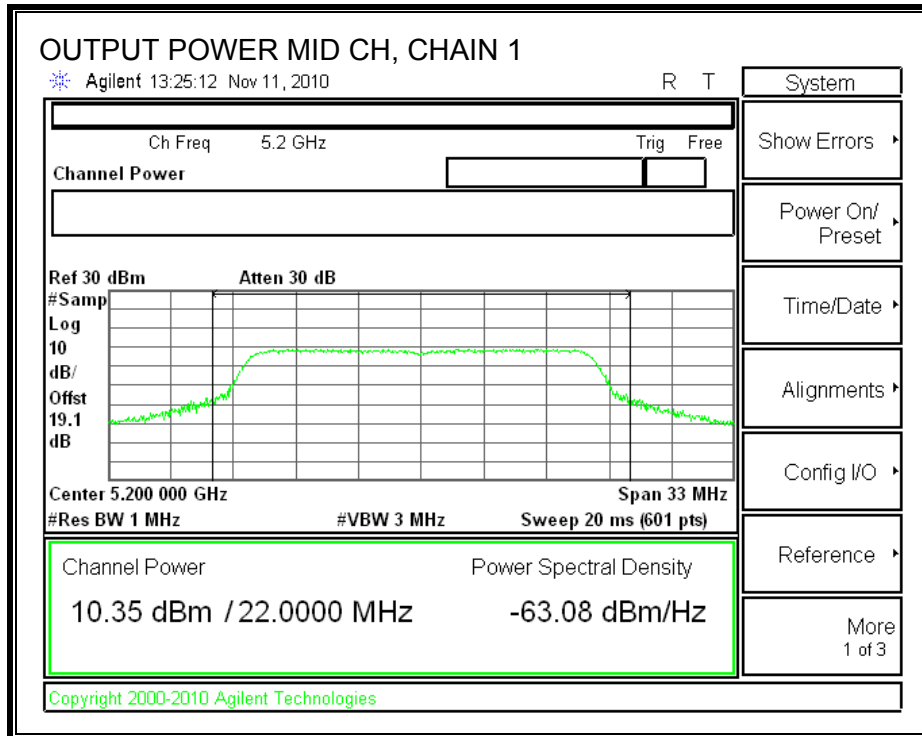 OUTPUT POWER MID CH, CHAIN 1
Agilent 13:25:12 Nov 11, 2010 R T
System
Ch Freq 5.2 GHz Trig Free
Channel Power
Show Errors
Power On/
Preset
Time/Date
Alignments
Config I/O
Reference
More
1 of 3
Ref 30 dBm Atten 30 dB
#Samp
Log
10
dB/
Offst
19.1
dB
Center 5.200 000 GHz Span 33 MHz
#Res BW 1 MHz #VBW 3 MHz Sweep 20 ms (601 pts)
Channel Power Power Spectral Density
10.35 dBm / 22.0000 MHz -63.08 dBm/Hz
Copyright 2000-2010 Agilent Technologies